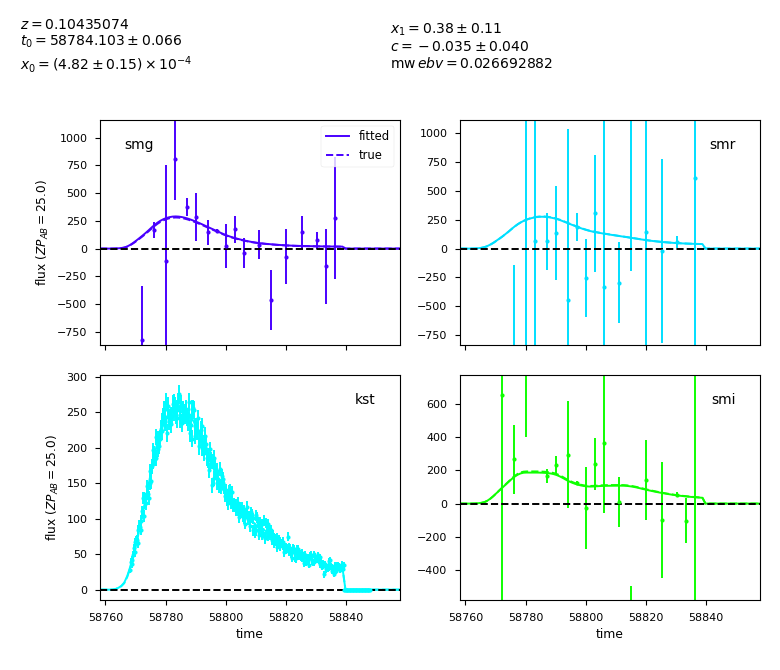 z = 0.10435074
t₀ = 58784.103 ± 0.066
x₀ = (4.82 ± 0.15) × 10⁻⁴
x₁ = 0.38 ± 0.11
c = −0.035 ± 0.040
mw ebv = 0.026692882
smg
fitted
true
1000
750
500
250
0
−250
−500
−750
flux (ZP_AB = 25.0)
smr
1000
750
500
250
0
−250
−500
−750
kst
300
250
200
150
100
50
0
flux (ZP_AB = 25.0)
58760 58780 58800 58820 58840
time
smi
600
400
200
0
−200
−400
58760 58780 58800 58820 58840
time